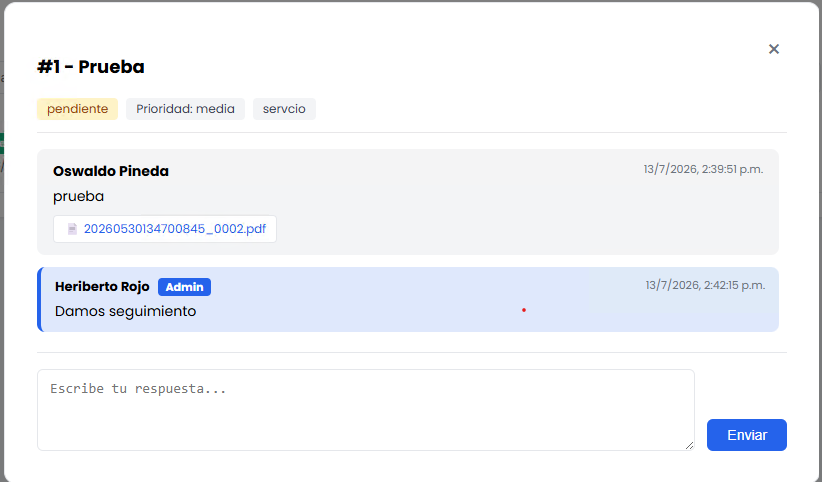 #1 - Prueba
pendiente Prioridad: media servcio
Oswaldo Pineda 13/7/2026, 2:39:51 p.m.
prueba
20260530134700845_0002.pdf
Heriberto Rojo Admin 13/7/2026, 2:42:15 p.m.
Damos seguimiento
Escribe tu respuesta...
Enviar